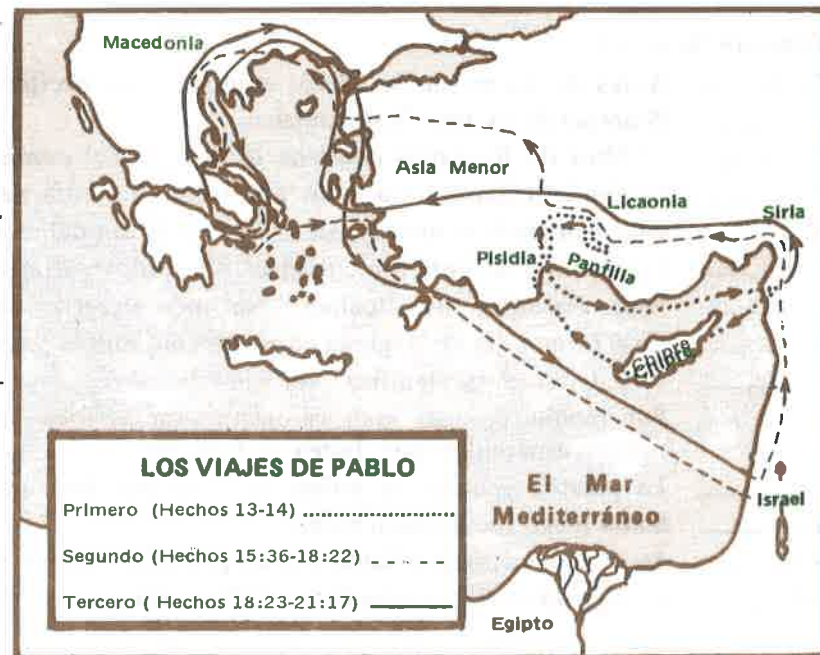 Macedonia
Asia Menor
Licaonia
Siria
Pisidia
Panfilia
CHIPRE
El Mar
Mediterráneo
Israel
Egipto
LOS VIAJES DE PABLO
Primero (Hechos 13-14)
Segundo (Hechos 15:36-18:22)
Tercero ( Hechos 18:23-21:17)